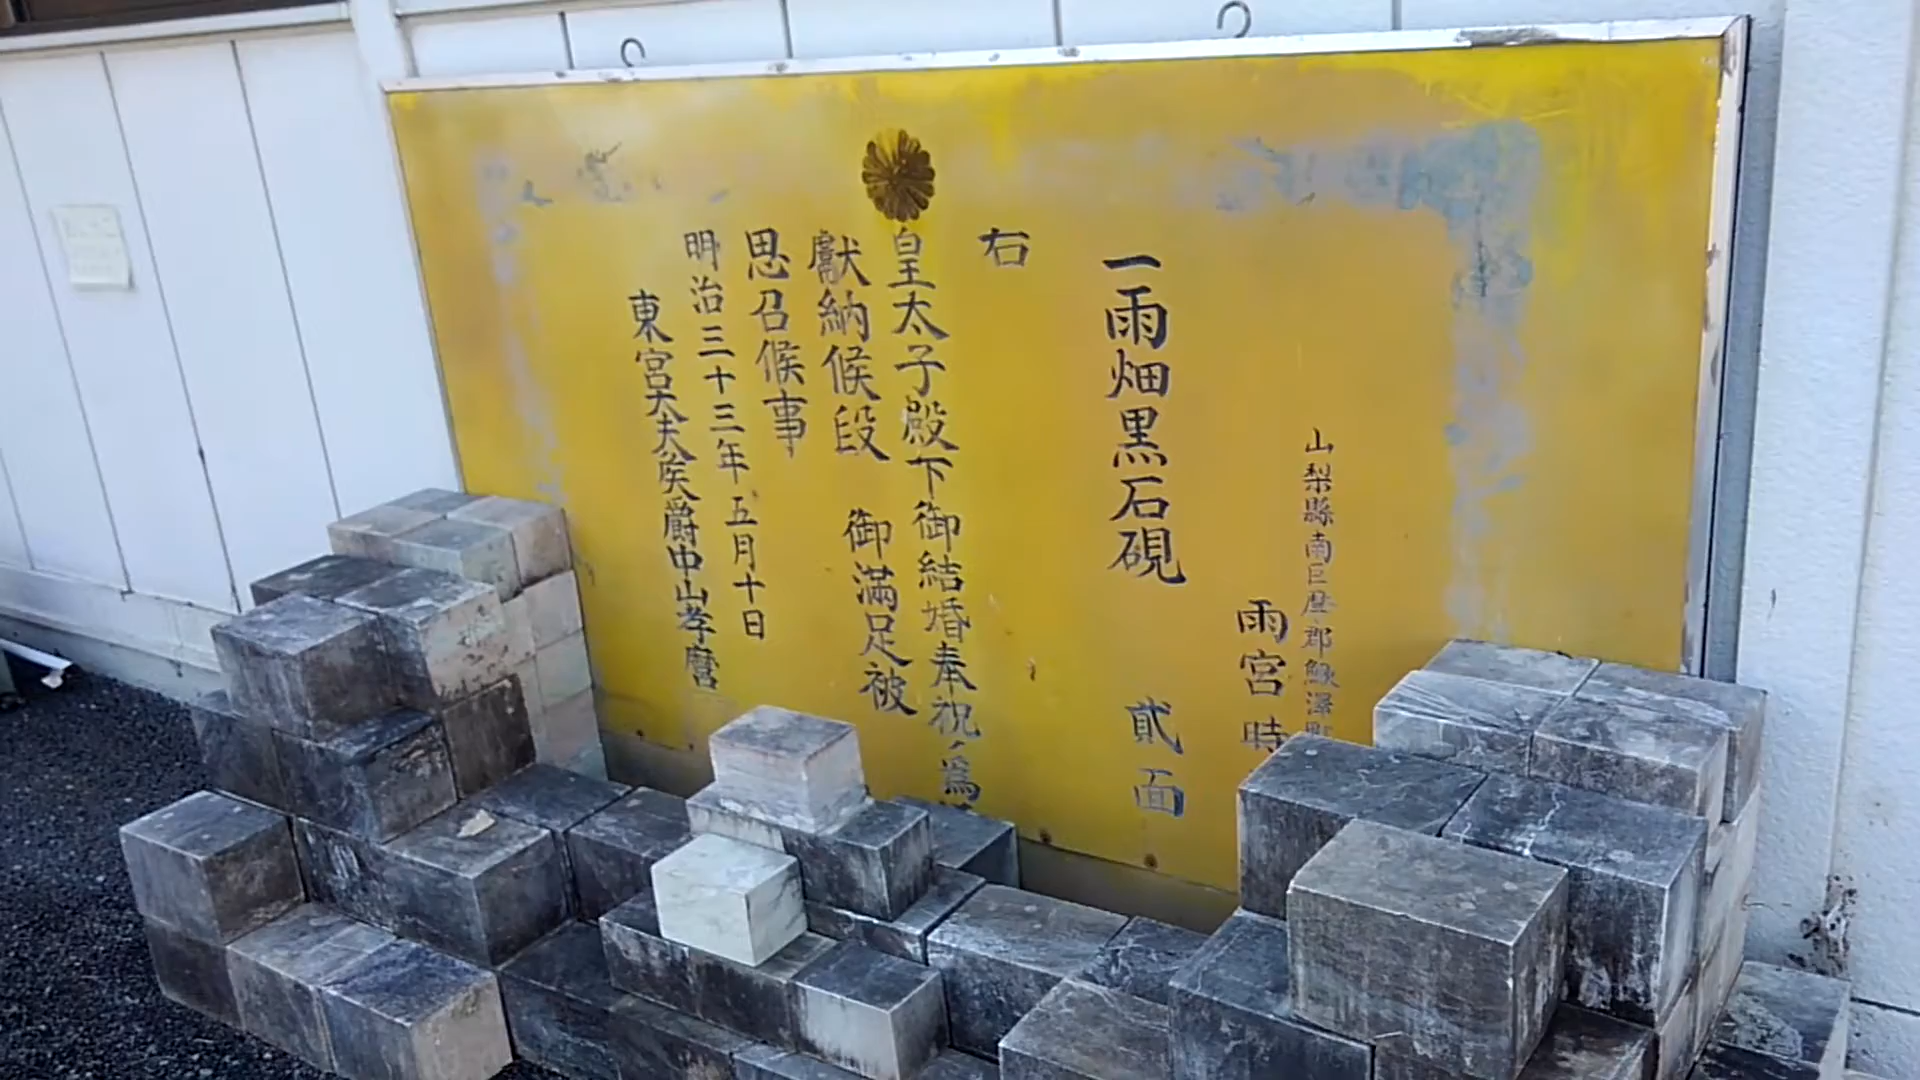 山梨縣南巨摩郡鰍澤町
雨宮時
一雨畑黒石硯 貳面
右
皇太子殿下御結婚奉祝ノ為
獻納候段 御滿足被
思召候事
明治三十三年五月十日
東宮大夫侯爵中山孝麿